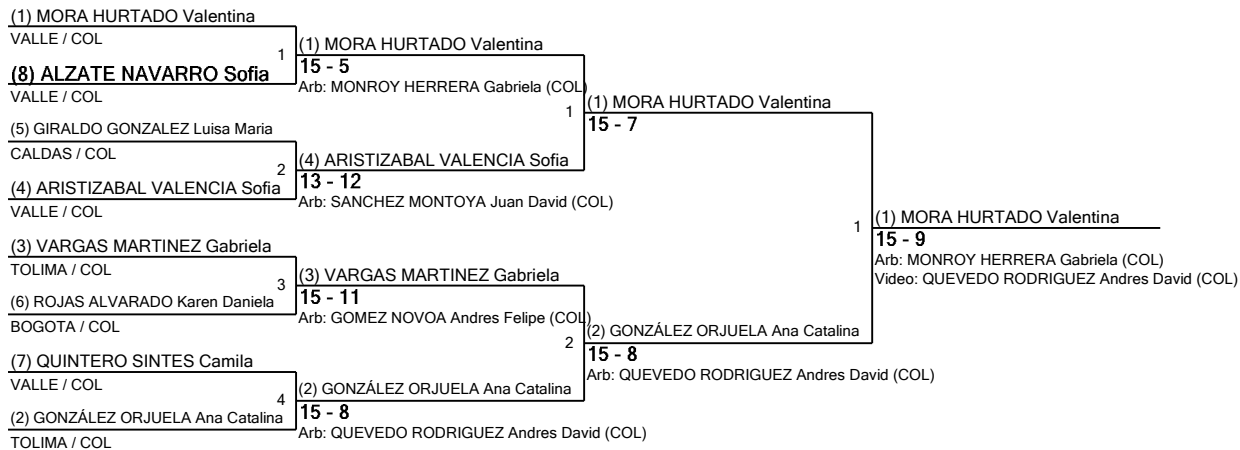 (1) MORA HURTADO Valentina
VALLE / COL
(8) ALZATE NAVARRO Sofia
VALLE / COL
(5) GIRALDO GONZALEZ Luisa Maria
CALDAS / COL
(4) ARISTIZABAL VALENCIA Sofia
VALLE / COL
(3) VARGAS MARTINEZ Gabriela
TOLIMA / COL
(6) ROJAS ALVARADO Karen Daniela
BOGOTA / COL
(7) QUINTERO SINTES Camila
VALLE / COL
(2) GONZÁLEZ ORJUELA Ana Catalina
TOLIMA / COL
1
(1) MORA HURTADO Valentina
15 - 5
Arb: MONROY HERRERA Gabriela (COL)
2
(4) ARISTIZABAL VALENCIA Sofia
13 - 12
Arb: SANCHEZ MONTOYA Juan David (COL)
3
(3) VARGAS MARTINEZ Gabriela
15 - 11
Arb: GOMEZ NOVOA Andres Felipe (COL)
4
(2) GONZÁLEZ ORJUELA Ana Catalina
15 - 8
Arb: QUEVEDO RODRIGUEZ Andres David (COL)
1
(1) MORA HURTADO Valentina
15 - 7
2
(2) GONZÁLEZ ORJUELA Ana Catalina
15 - 8
Arb: QUEVEDO RODRIGUEZ Andres David (COL)
1
(1) MORA HURTADO Valentina
15 - 9
Arb: MONROY HERRERA Gabriela (COL)
Video: QUEVEDO RODRIGUEZ Andres David (COL)